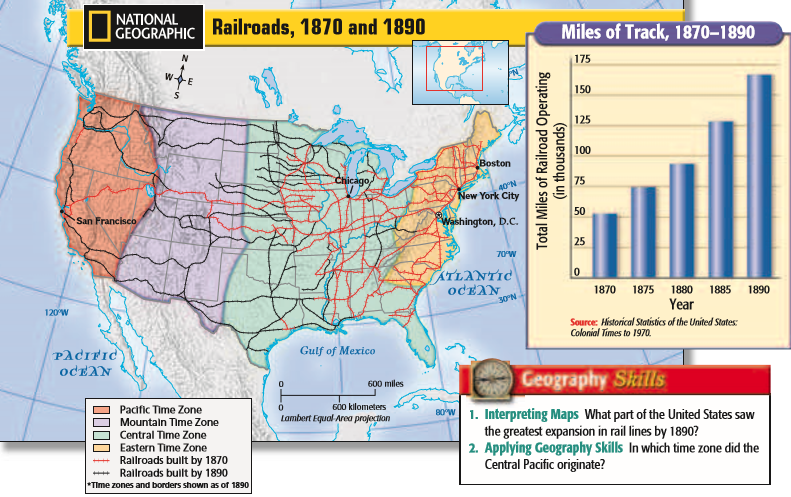 NATIONAL
GEOGRAPHIC
Railroads, 1870 and 1890
N
W E
S
Chicago
Boston
New York City
Washington, D.C.
San Francisco
40°N
70°W
30°N
120°W
80°W
°N
ATLANTIC
OCEAN
PACIFIC
OCEAN
Gulf of Mexico
0 600 miles
0 600 kilometers
Lambert Equal-Area projection
Pacific Time Zone
Mountain Time Zone
Central Time Zone
Eastern Time Zone
Railroads built by 1870
Railroads built by 1890
*Time zones and borders shown as of 1890
Miles of Track, 1870–1890
Total Miles of Railroad Operating
(in thousands)
175
150
125
100
75
50
25
0
1870 1875 1880 1885 1890
Year
Source: Historical Statistics of the United States:
Colonial Times to 1970.
Geography Skills
1. Interpreting Maps What part of the United States saw
the greatest expansion in rail lines by 1890?
2. Applying Geography Skills In which time zone did the
Central Pacific originate?